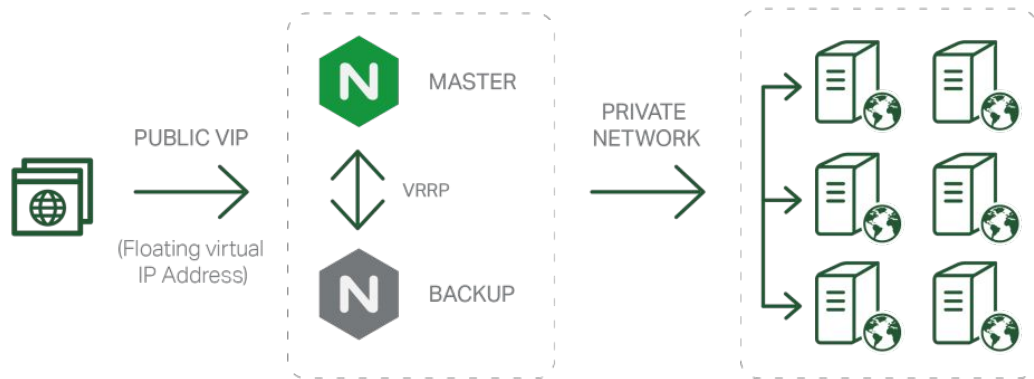 PUBLIC VIP
(Floating virtual
IP Address)
N
MASTER
VRRP
N
BACKUP
PRIVATE
NETWORK